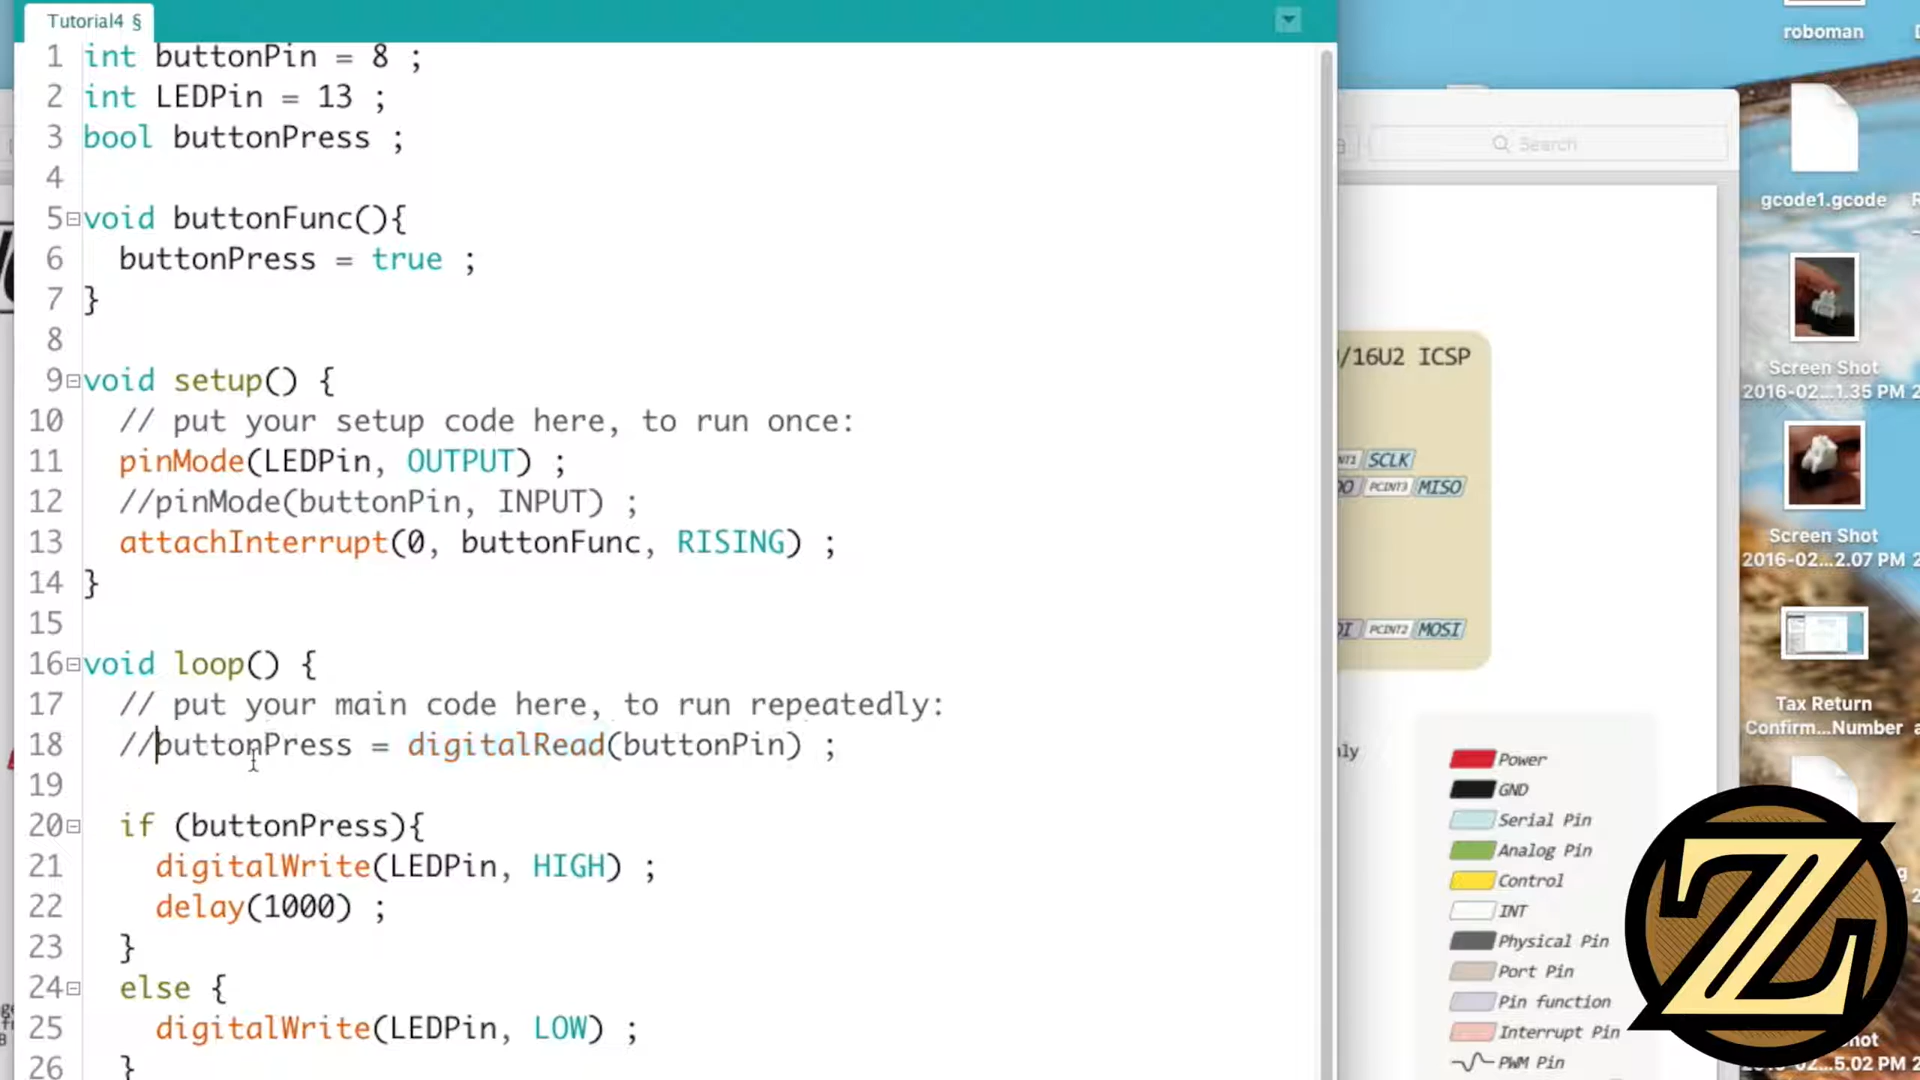 Tutorial4 §
1 int buttonPin = 8 ;
2 int LEDPin = 13 ;
3 bool buttonPress ;
4
5 void buttonFunc(){
6 buttonPress = true ;
7 }
8
9 void setup() {
10 // put your setup code here, to run once:
11 pinMode(LEDPin, OUTPUT) ;
12 //pinMode(buttonPin, INPUT) ;
13 attachInterrupt(0, buttonFunc, RISING) ;
14 }
15
16 void loop() {
17 // put your main code here, to run repeatedly:
18 //buttonPress = digitalRead(buttonPin) ;
19
20 if (buttonPress){
21 digitalWrite(LEDPin, HIGH) ;
22 delay(1000) ;
23 }
24 else {
25 digitalWrite(LEDPin, LOW) ;
26 }
Search
/16U2 ICSP
SCLK
PCINT3 MISO
PCINT2 MOSI
Power
GND
Serial Pin
Analog Pin
Control
INT
Physical Pin
Port Pin
Pin function
Interrupt Pin
PWM Pin
roboman
gcode1.gcode
Screen Shot
2016-02...1.35 PM
Screen Shot
2016-02...2.07 PM
Tax Return
Confirm...Number
5.02 PM
Z